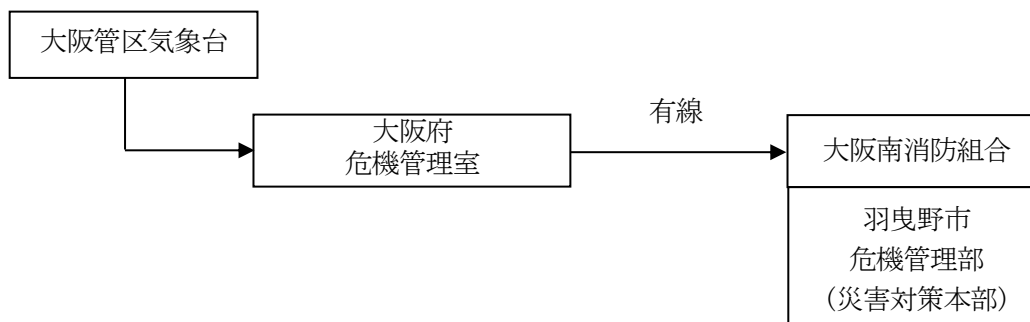 大阪管区気象台
大阪府
危機管理室
有線
大阪南消防組合
羽曳野市
危機管理部
（災害対策本部）